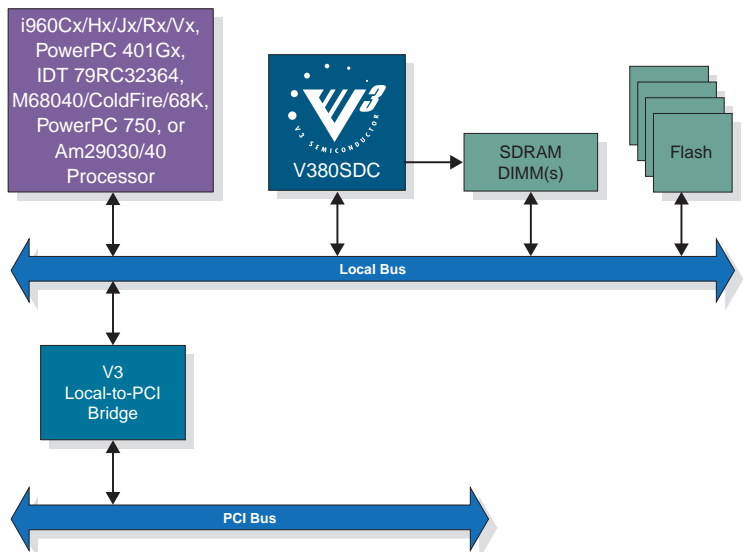 i960Cx/Hx/Jx/Rx/Vx,
PowerPC 401Gx,
IDT 79RC32364,
M68040/ColdFire/68K,
PowerPC 750, or
Am29030/40
Processor
V3
V3 SEMICONDUCTOR
V380SDC
SDRAM
DIMM(s)
Flash
Local Bus
V3
Local-to-PCI
Bridge
PCI Bus